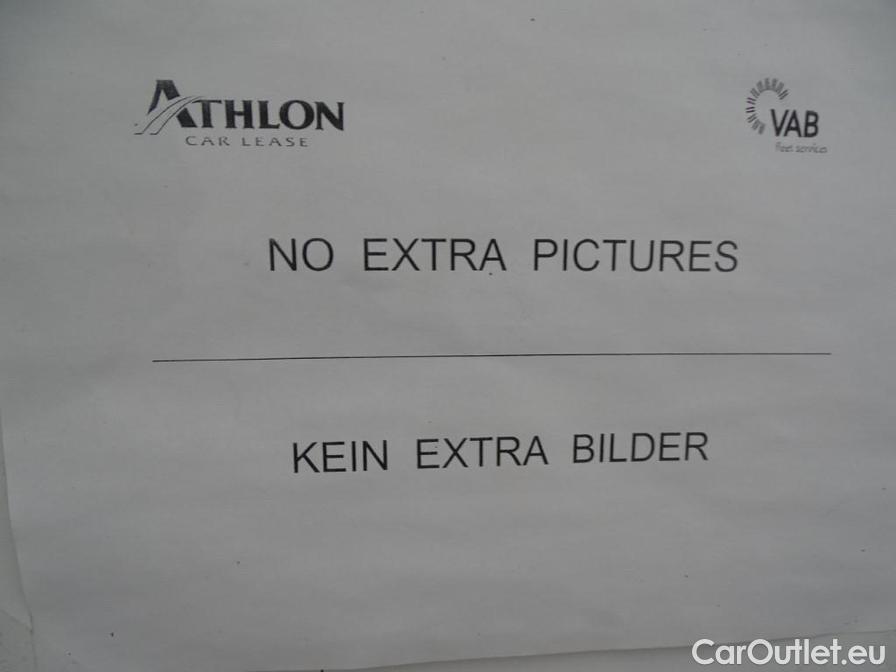 ATHLON
CAR LEASE
VAB
fleet services
NO EXTRA PICTURES
KEIN EXTRA BILDER
CarOutlet.eu